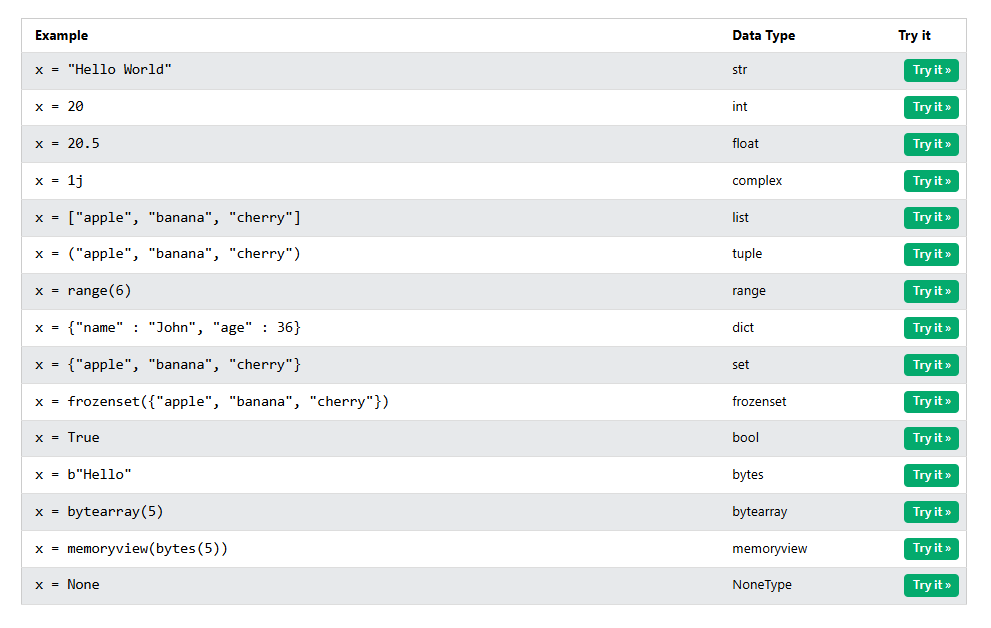 Example Data Type Try it
x = "Hello World" str Try it »
x = 20 int Try it »
x = 20.5 float Try it »
x = 1j complex Try it »
x = ["apple", "banana", "cherry"] list Try it »
x = ("apple", "banana", "cherry") tuple Try it »
x = range(6) range Try it »
x = {"name" : "John", "age" : 36} dict Try it »
x = {"apple", "banana", "cherry"} set Try it »
x = frozenset({"apple", "banana", "cherry"}) frozenset Try it »
x = True bool Try it »
x = b"Hello" bytes Try it »
x = bytearray(5) bytearray Try it »
x = memoryview(bytes(5)) memoryview Try it »
x = None NoneType Try it »